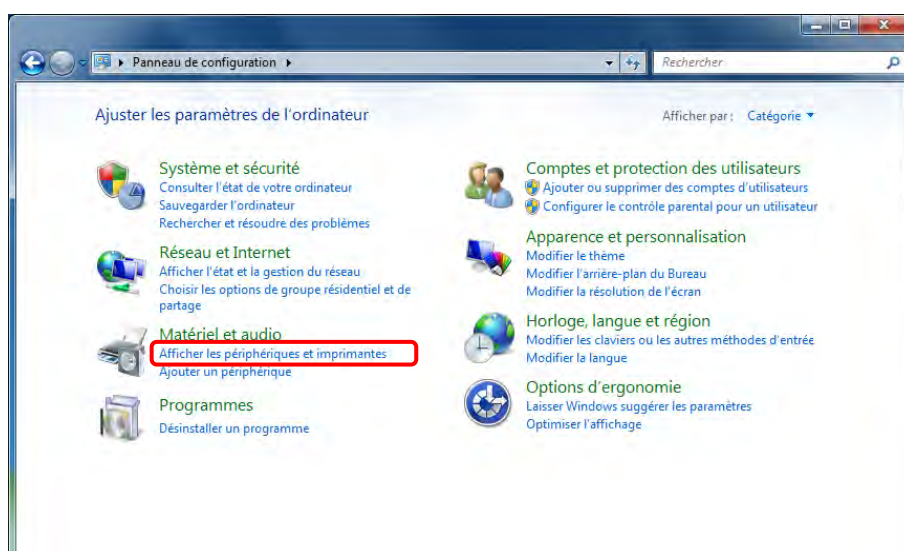 Panneau de configuration
Rechercher
Ajuster les paramètres de l'ordinateur
Afficher par : Catégorie
Système et sécurité
Consulter l'état de votre ordinateur
Sauvegarder l'ordinateur
Rechercher et résoudre des problèmes
Réseau et Internet
Afficher l'état et la gestion du réseau
Choisir les options de groupe résidentiel et de
partage
Matériel et audio
Afficher les périphériques et imprimantes
Ajouter un périphérique
Programmes
Désinstaller un programme
Comptes et protection des utilisateurs
Ajouter ou supprimer des comptes d'utilisateurs
Configurer le contrôle parental pour un utilisateur
Apparence et personnalisation
Modifier le thème
Modifier l'arrière-plan du Bureau
Modifier la résolution de l'écran
Horloge, langue et région
Modifier les claviers ou les autres méthodes d'entrée
Modifier la langue
Options d'ergonomie
Laisser Windows suggérer les paramètres
Optimiser l'affichage